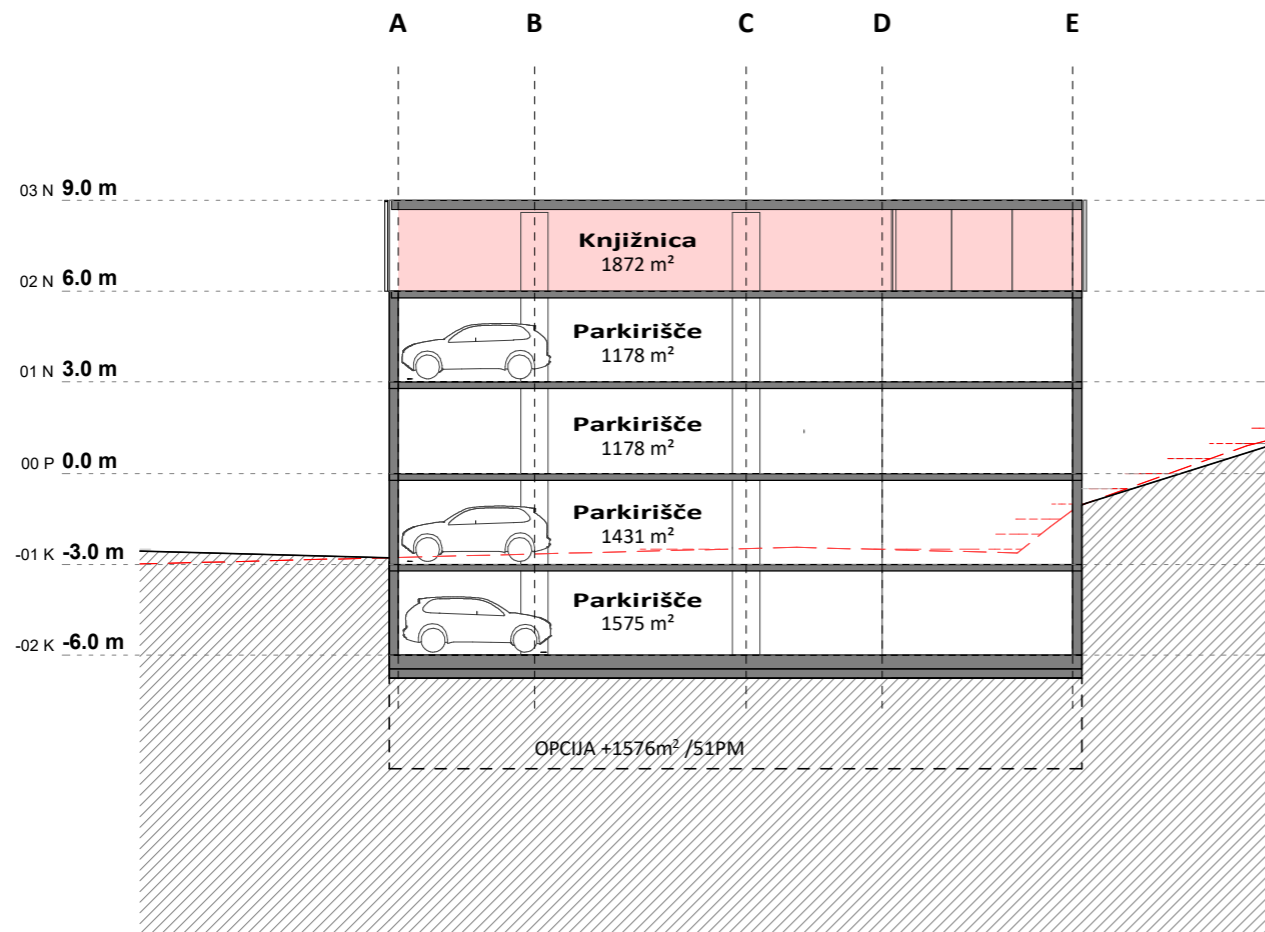 A B C D E
03 N 9.0 m
Knjižnica
1872 m²
02 N 6.0 m
Parkirišče
1178 m²
01 N 3.0 m
Parkirišče
1178 m²
00 P 0.0 m
Parkirišče
1431 m²
-01 K -3.0 m
Parkirišče
1575 m²
-02 K -6.0 m
OPCIJA +1576m² /51PM